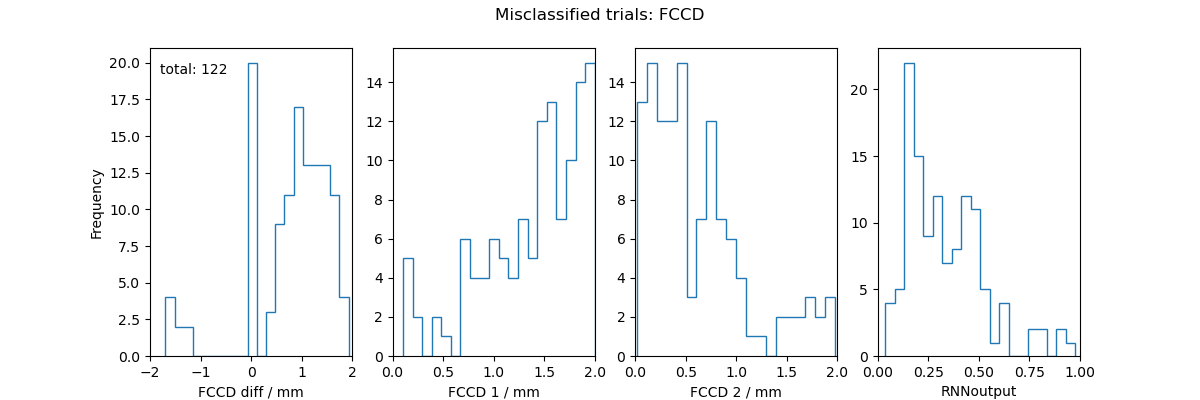 Misclassified trials: FCCD
total: 122
Frequency
20.0
17.5
15.0
12.5
10.0
7.5
5.0
2.5
0.0
−2 −1 0 1 2
FCCD diff / mm
14
12
10
8
6
4
2
0
0.0 0.5 1.0 1.5 2.0
FCCD 1 / mm
14
12
10
8
6
4
2
0
0.0 0.5 1.0 1.5 2.0
FCCD 2 / mm
20
15
10
5
0
0.00 0.25 0.50 0.75 1.00
RNNoutput